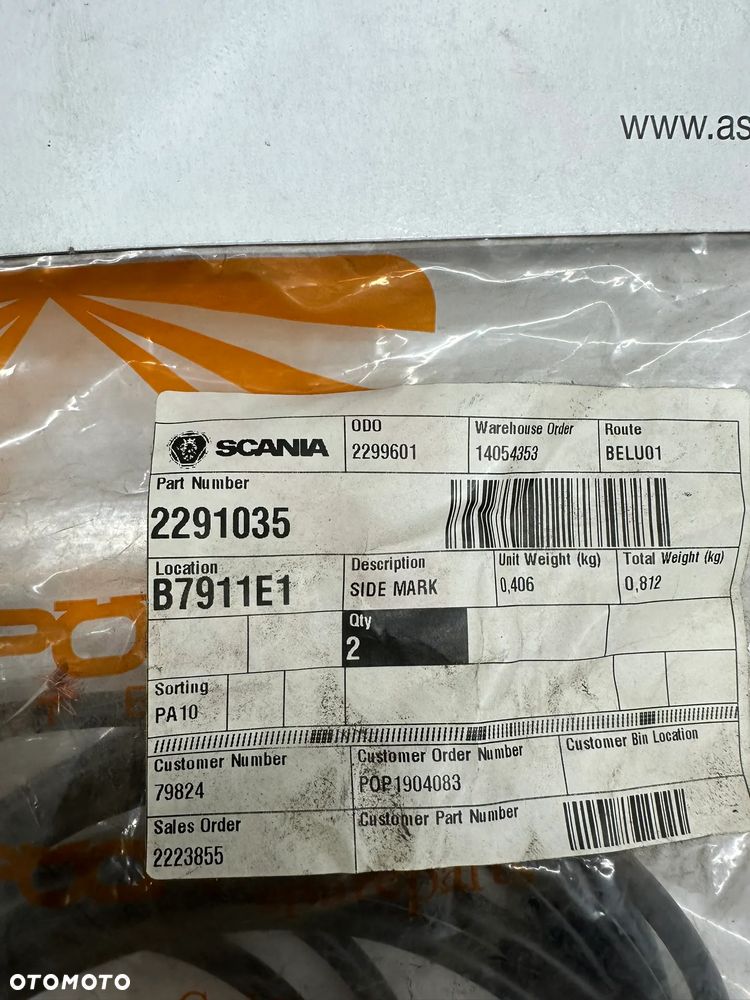 www.as
SCANIA
ODO
2299601
Warehouse Order
14054353
Route
BELU01
Part Number
2291035
Location
B7911E1
Description
SIDE MARK
Unit Weight (kg)
0,406
Total Weight (kg)
0,812
Qty
2
Sorting
PA10
Customer Number
79824
Customer Order Number
POP1904083
Customer Bin Location
Sales Order
2223855
Customer Part Number
OTOMOTO